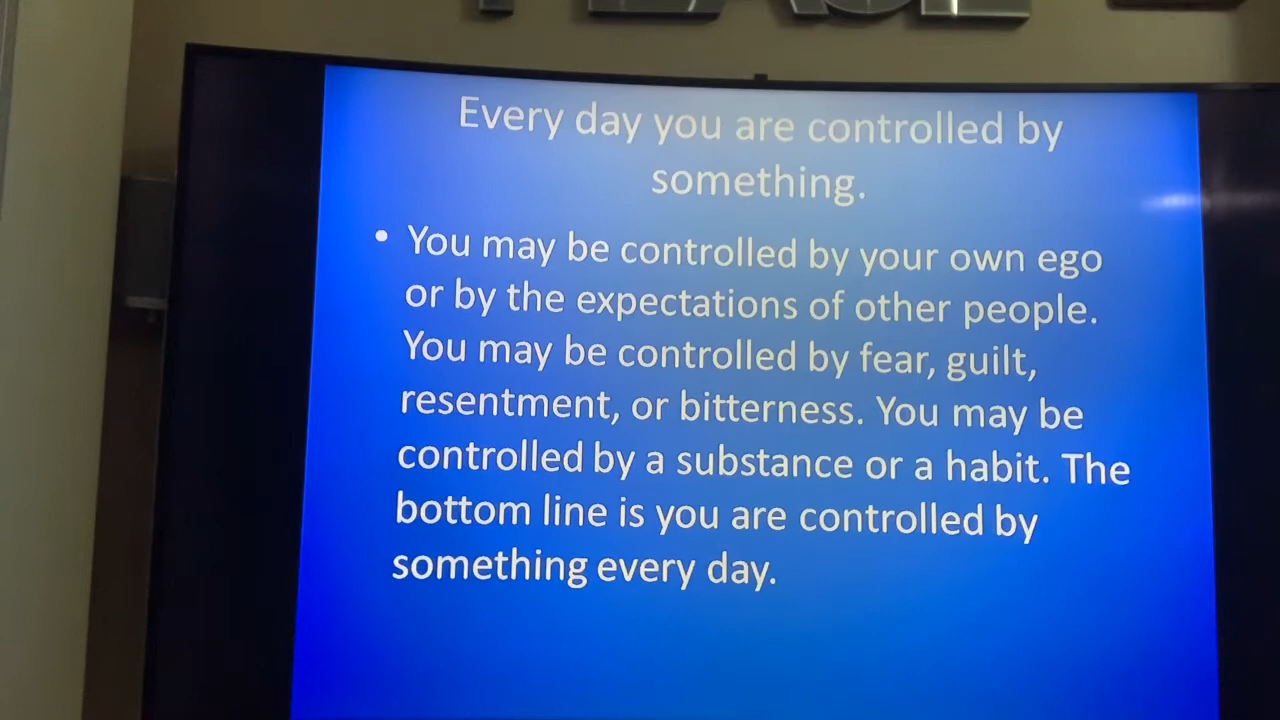 Every day you are controlled by
something.
• You may be controlled by your own ego
or by the expectations of other people.
You may be controlled by fear, guilt,
resentment, or bitterness. You may be
controlled by a substance or a habit. The
bottom line is you are controlled by
something every day.